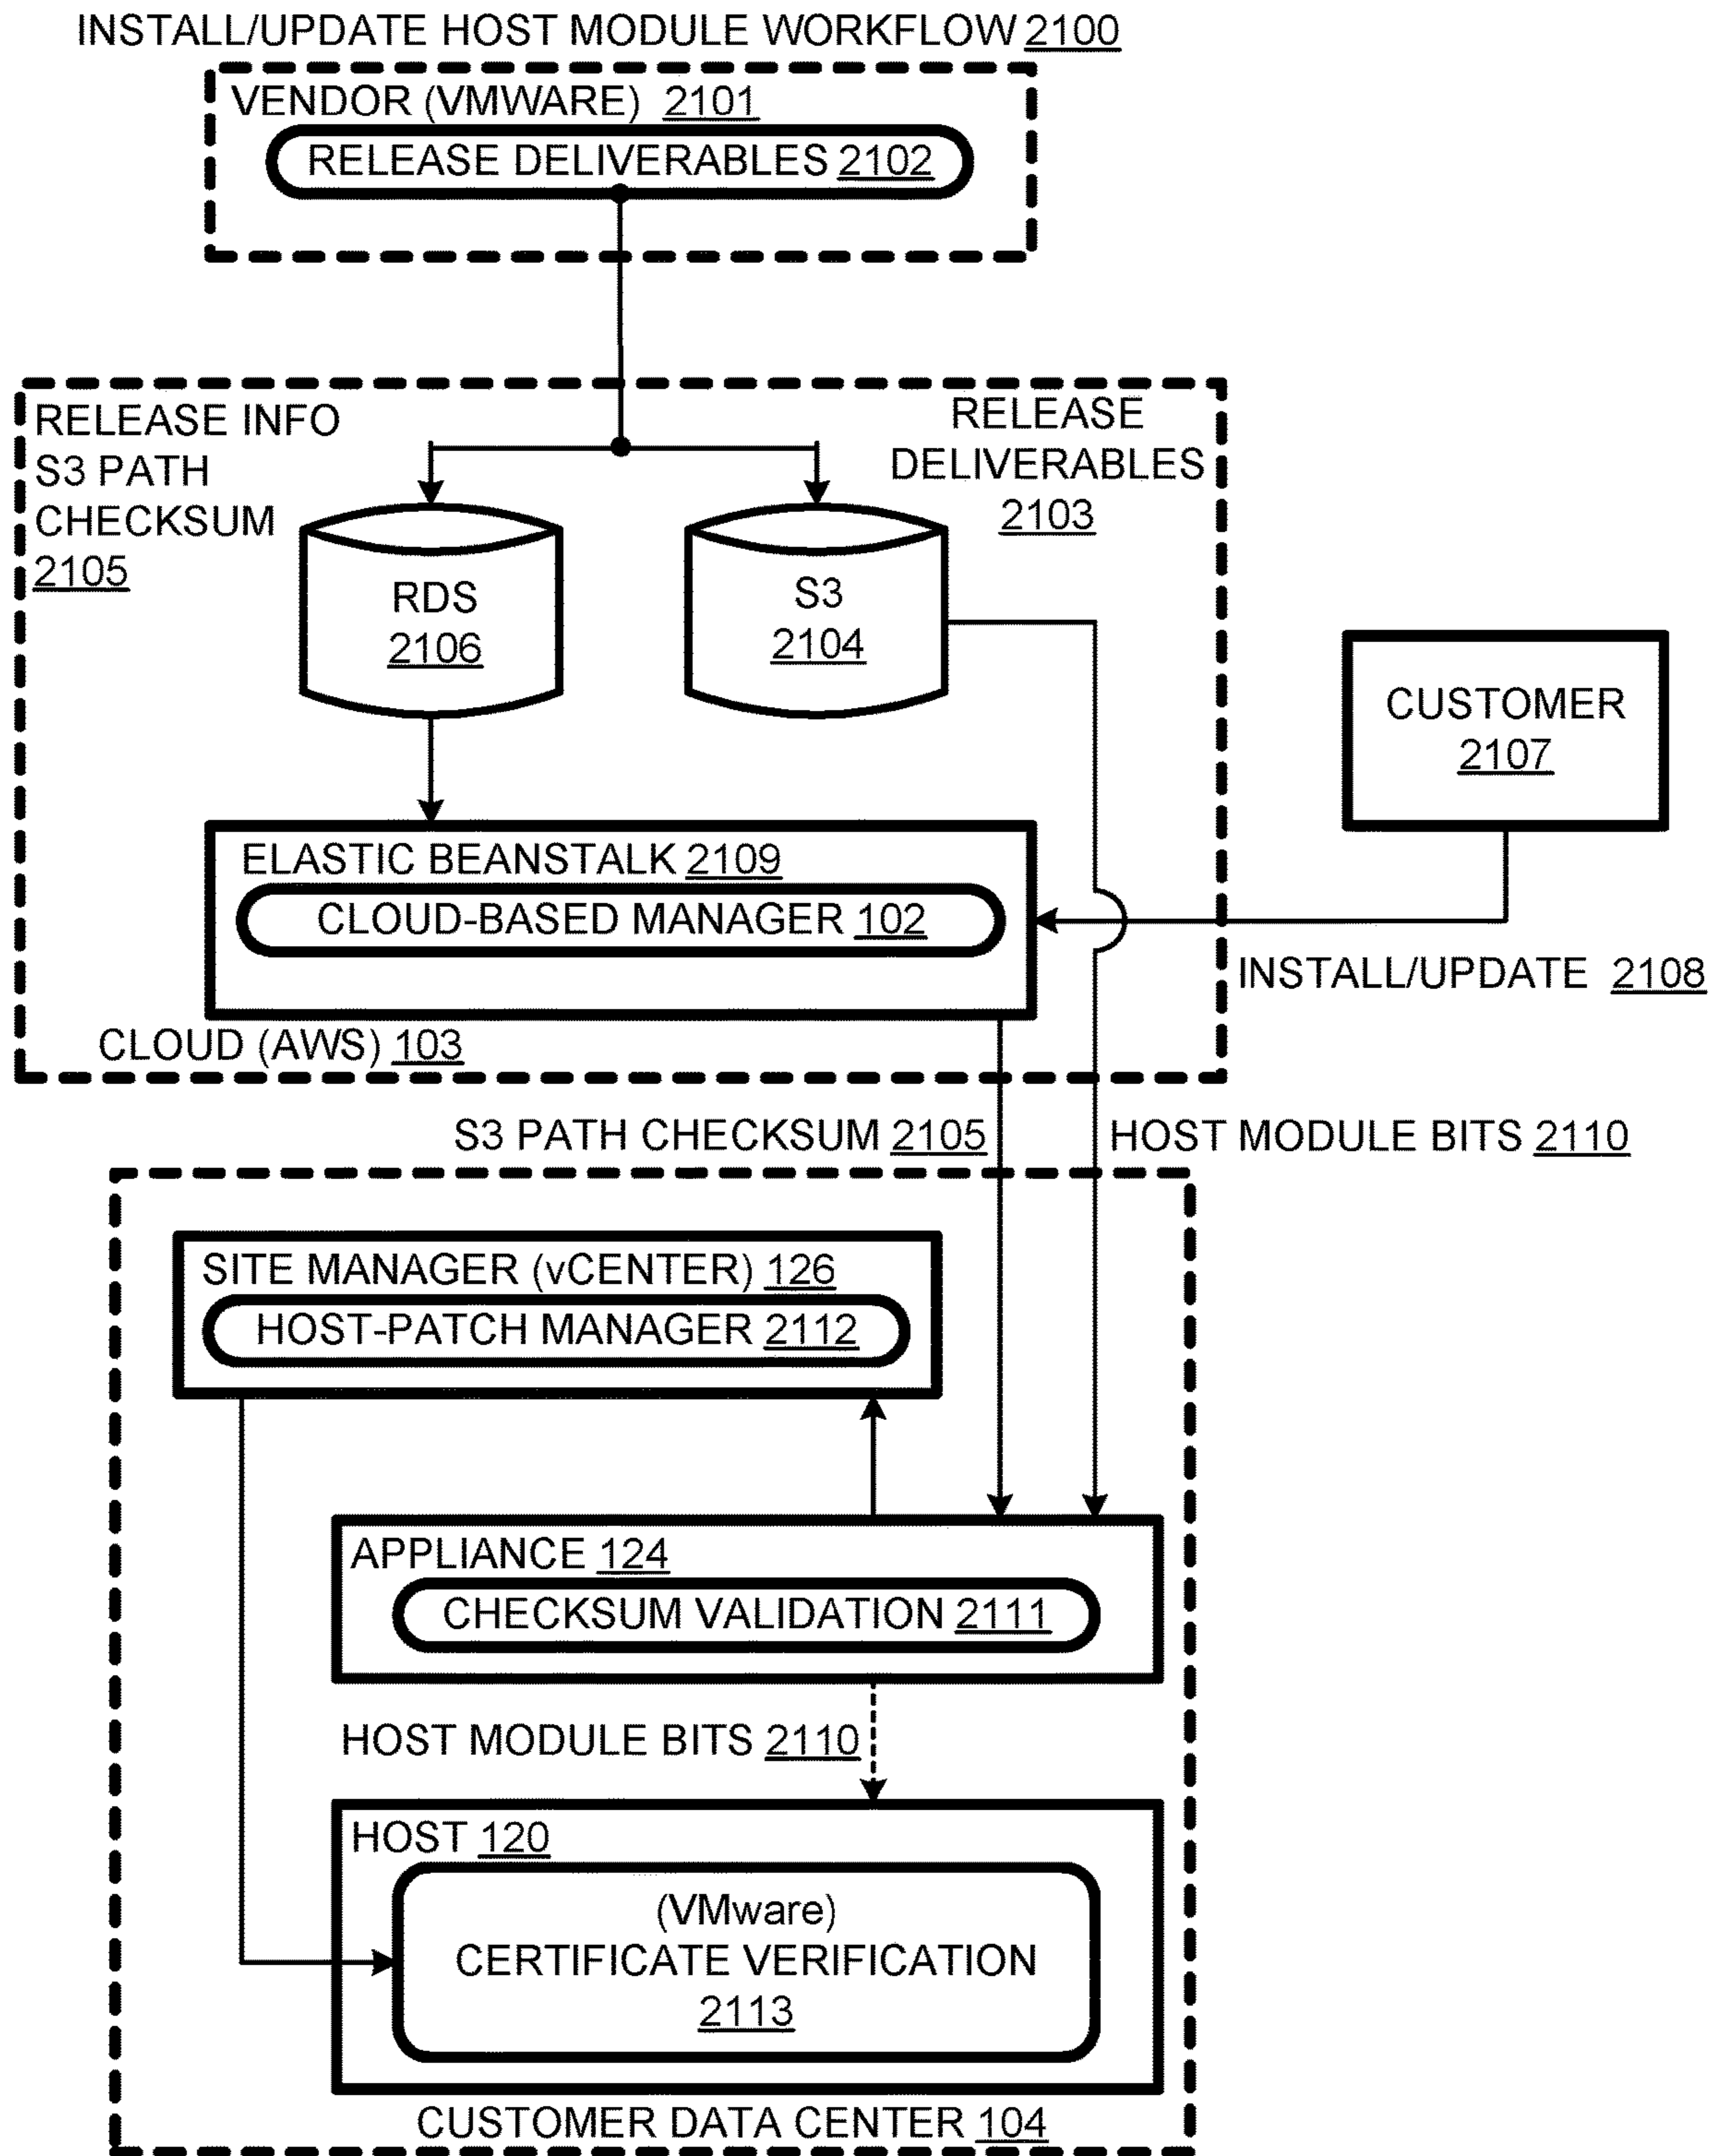 INSTALL/UPDATE HOST MODULE WORKFLOW 2100
VENDOR (VMWARE) 2101
RELEASE DELIVERABLES 2102
RELEASE INFO
S3 PATH
CHECKSUM
2105
RELEASE
DELIVERABLES
2103
RDS
2106
S3
2104
CUSTOMER
2107
ELASTIC BEANSTALK 2109
CLOUD-BASED MANAGER 102
INSTALL/UPDATE 2108
CLOUD (AWS) 103
S3 PATH CHECKSUM 2105
HOST MODULE BITS 2110
SITE MANAGER (vCENTER) 126
HOST-PATCH MANAGER 2112
APPLIANCE 124
CHECKSUM VALIDATION 2111
HOST MODULE BITS 2110
HOST 120
(VMware)
CERTIFICATE VERIFICATION
2113
CUSTOMER DATA CENTER 104